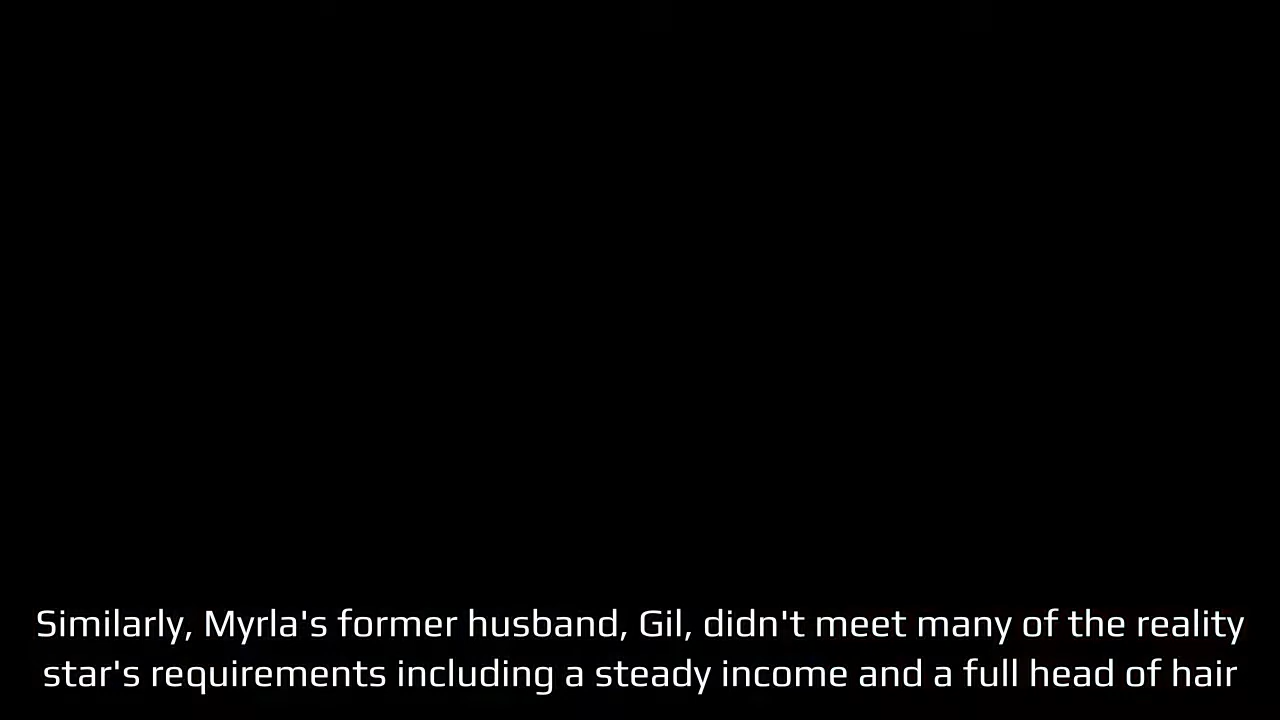 Similarly, Myrla's former husband, Gil, didn't meet many of the reality
star's requirements including a steady income and a full head of hair